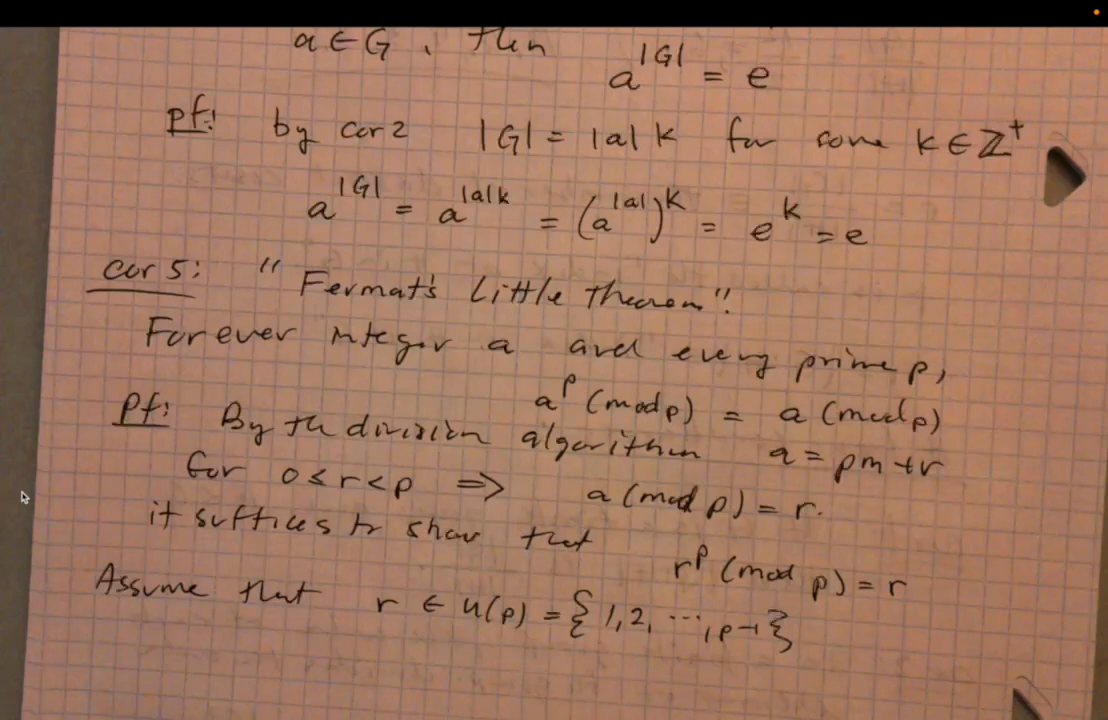 a ∈ G, then a^|G| = e
pf: by cor 2 |G| = |a| k for some k ∈ ℤ⁺
a^|G| = a^|a|k = (a^|a|)^k = e^k = e
cor 5: "Fermat's Little Theorem":
For ever integer a and every prime p,
a^p (mod p) = a (mod p)
Pf: By the division algorithm a = pm + r
for 0 ≤ r < p ⇒ a (mod p) = r.
it suffices to show that r^p (mod p) = r
Assume that r ∈ U(p) = {1, 2, ..., p-1}